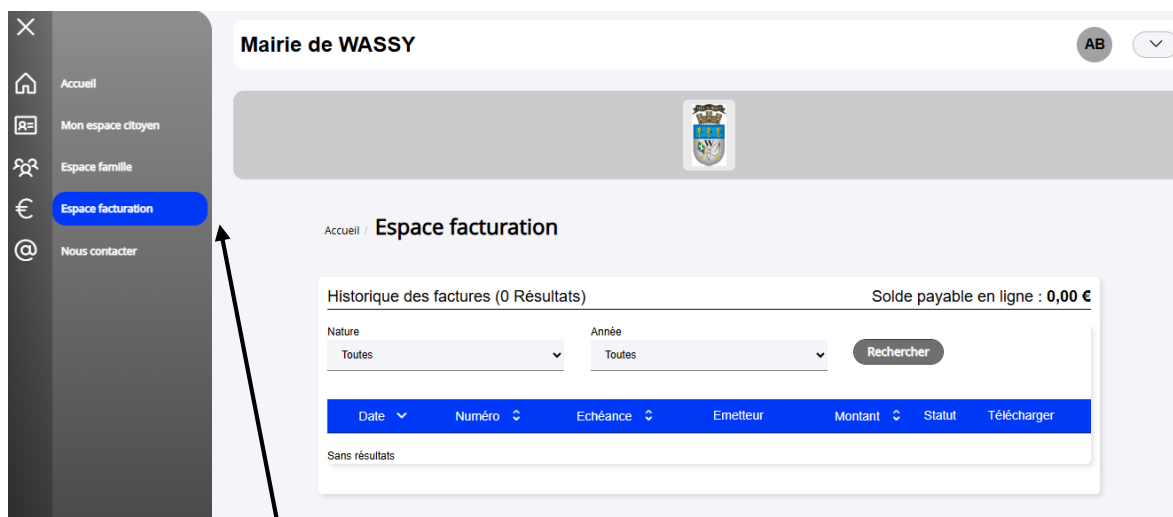 Mairie de WASSY
AB
Accueil
Mon espace citoyen
Espace famille
Espace facturation
Nous contacter
Accueil / Espace facturation
Historique des factures (0 Résultats) Solde payable en ligne : 0,00 €
Nature Année
Toutes Toutes Rechercher
Date Numéro Echéance Emetteur Montant Statut Télécharger
Sans résultats